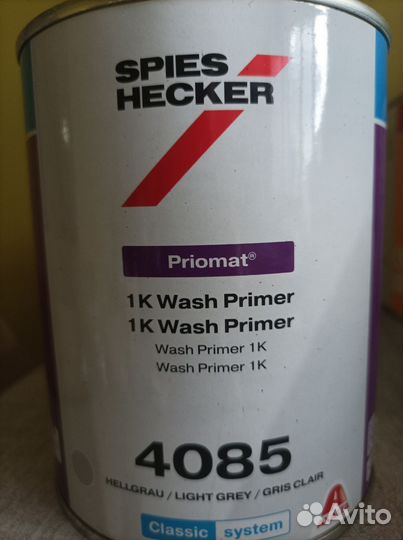 SPIES
HECKER
Priomat®
1K Wash Primer
1K Wash Primer
Wash Primer 1K
Wash Primer 1K
4085
HELLGRAU / LIGHT GREY / GRIS CLAIR
Classic system
Avito